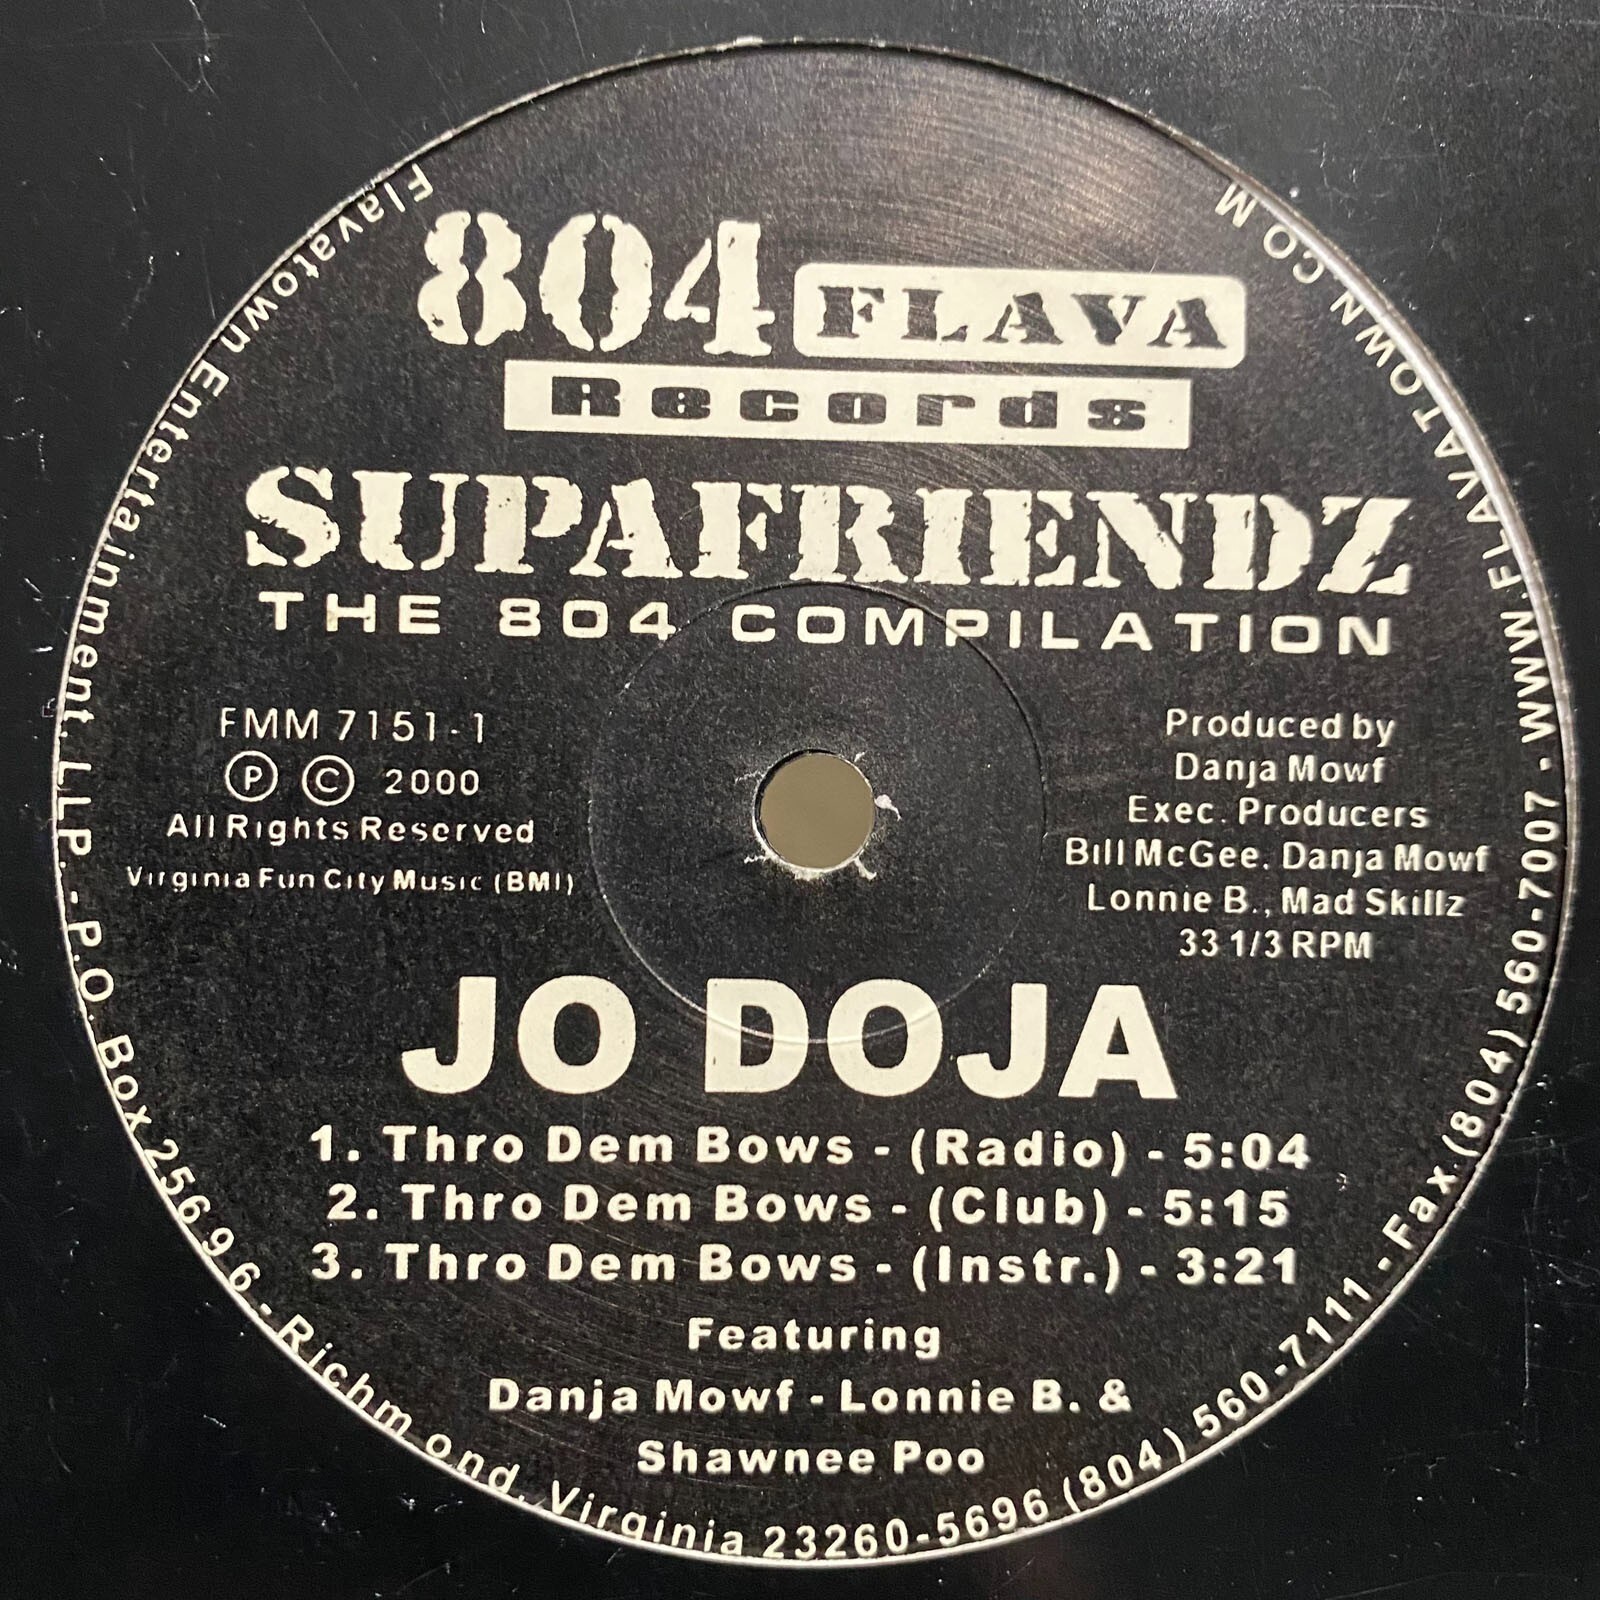 804 FLAVA
Records
SUPAFRIENDZ
THE 804 COMPILATION
FMM 7151-1
Ⓟ © 2000
All Rights Reserved
Virginia Fun City Music (BMI)
Produced by
Danja Mowf
Exec. Producers
Bill McGee, Danja Mowf
Lonnie B., Mad Skillz
33 1/3 RPM
JO DOJA
1. Thro Dem Bows - (Radio) - 5:04
2. Thro Dem Bows - (Club) - 5:15
3. Thro Dem Bows - (Instr.) - 3:21
Featuring
Danja Mowf - Lonnie B. &
Shawnee Poo
Flavatown Entertainment, LLP. - P.O. Box 25696 - Richmond, Virginia 23260-5696 (804) 560-7111 - Fax (804) 560-7007 - WWW.FLAVATOWN.COM